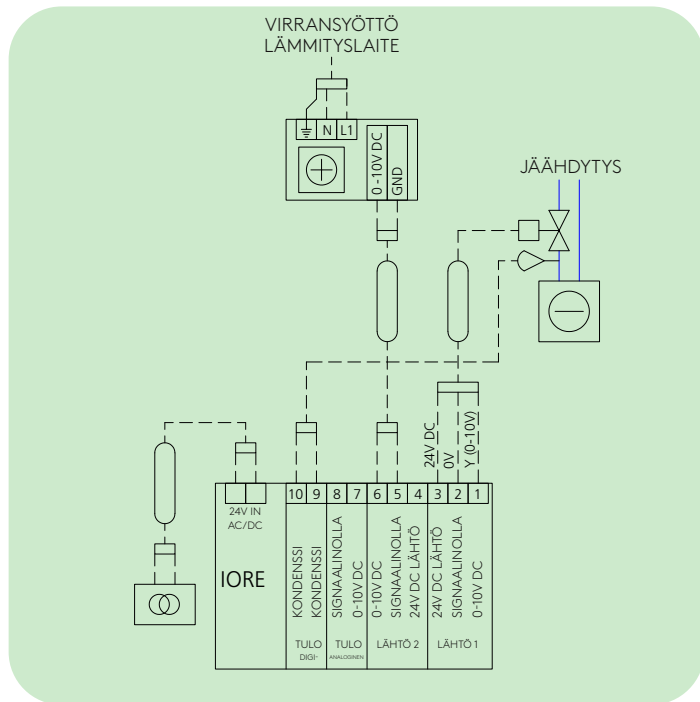 VIRRANSYÖTTÖ
LÄMMITYSLAITE
N L1
0-10V DC
GND
JÄÄHDYTYS
24V DC
0V
Y (0-10V)
10 9 8 7 6 5 4 3 2 1
24V IN
AC/DC
IORE
KONDENSSI
KONDENSSI
SIGNAALINOLLA
0-10V DC
0-10V DC
SIGNAALINOLLA
24V DC LÄHTÖ
24V DC LÄHTÖ
SIGNAALINOLLA
0-10V DC
TULO
DIGI-
TULO
ANALOGINEN
LÄHTÖ 2
LÄHTÖ 1